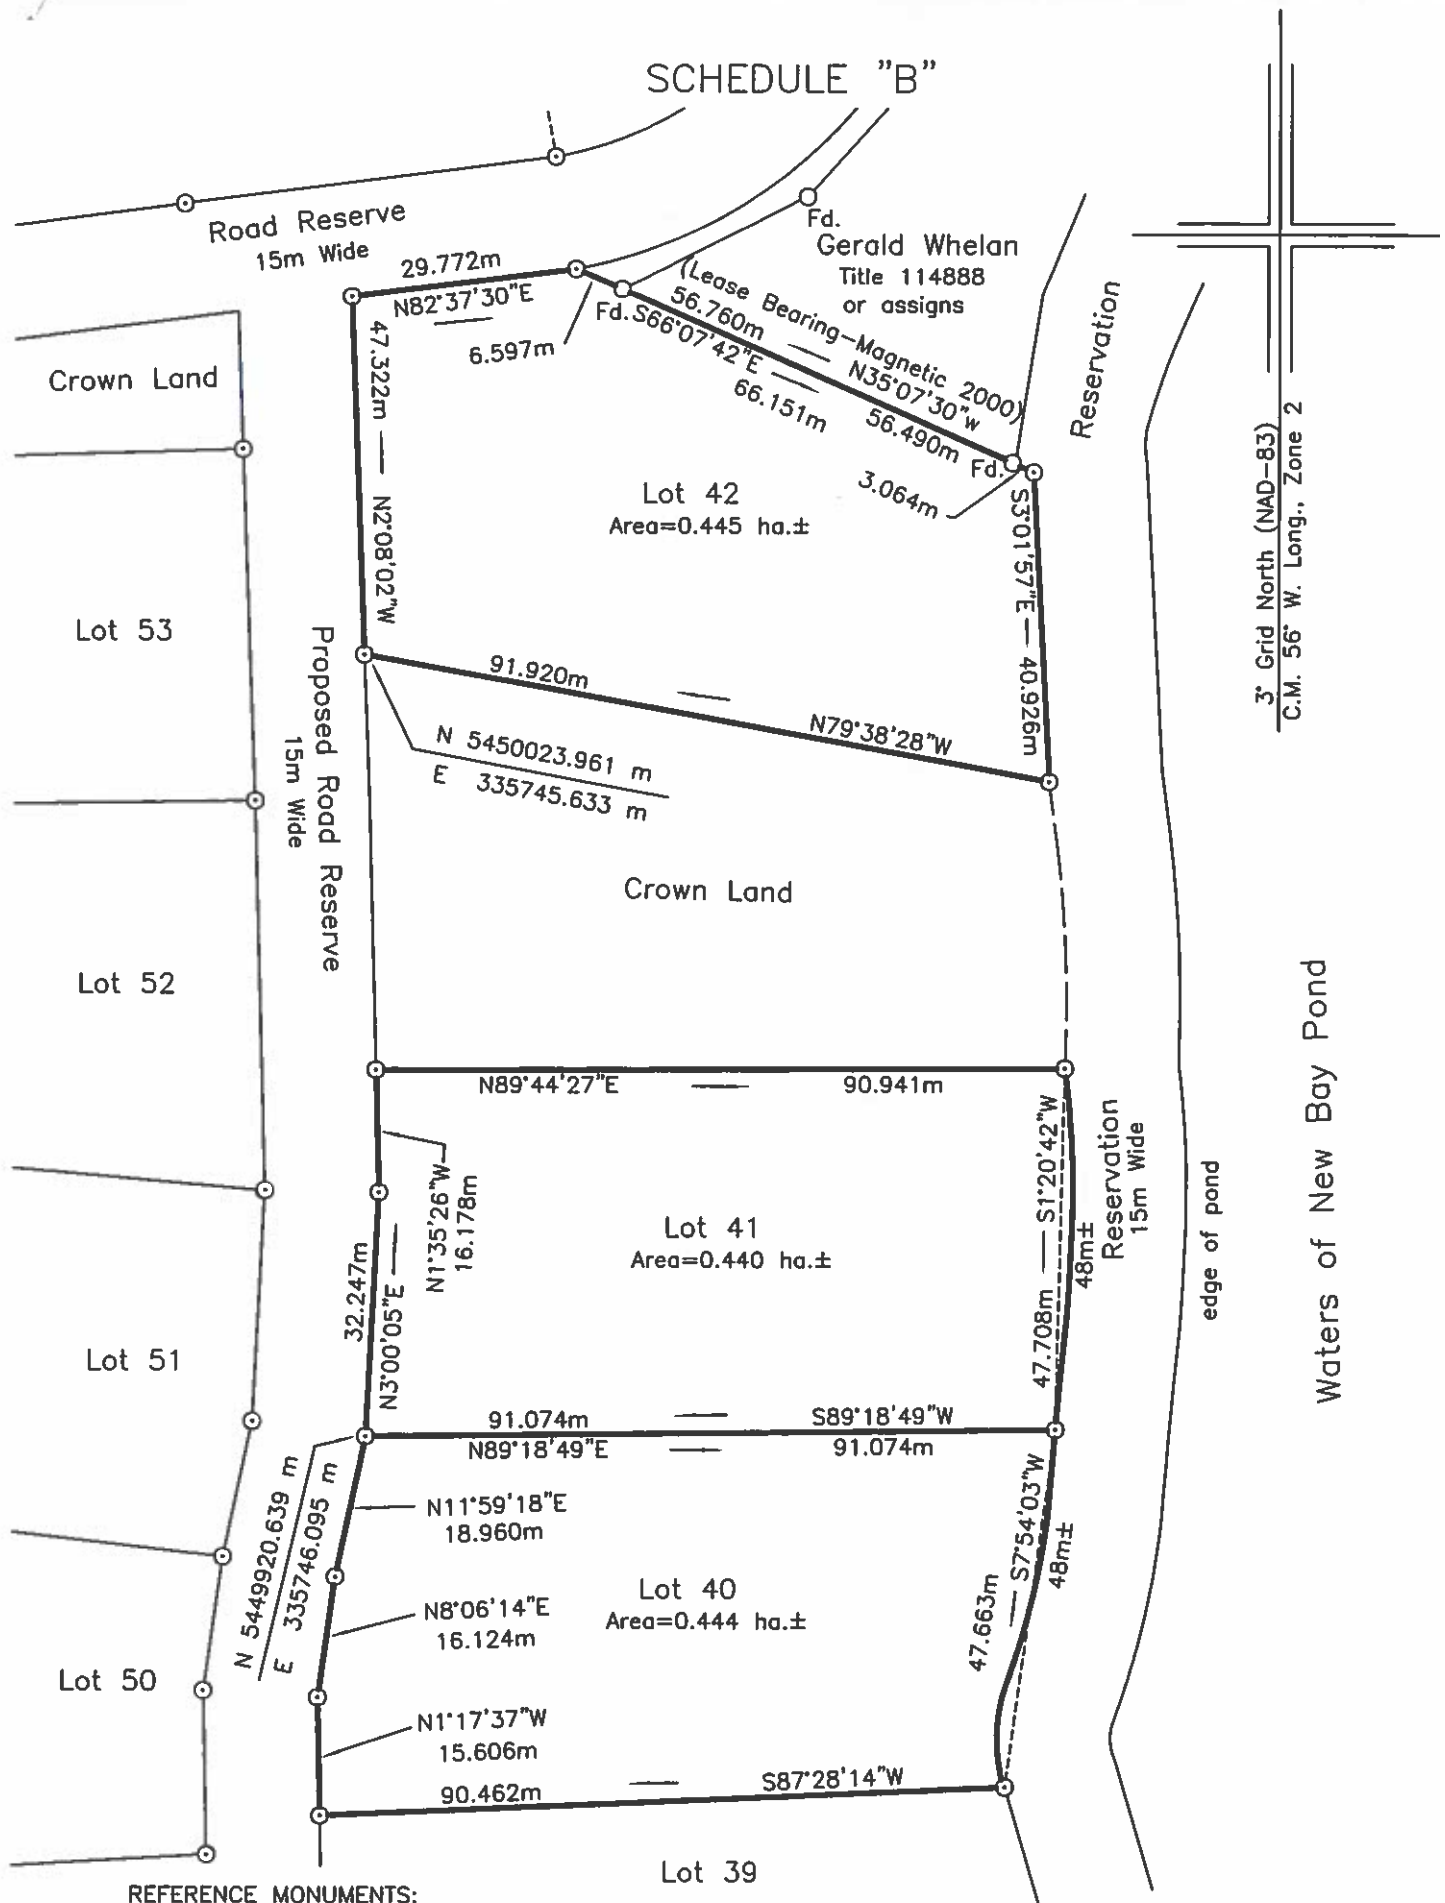 SCHEDULE "B"
Road Reserve
15m Wide
Fd.
Gerald Whelan
Title 114888
or assigns
29.772m
N82°37'30"E
6.597m
Fd.
(Lease Bearing-Magnetic 2000)
56.760m
N35°07'30"w
S66°07'42"E
66.151m
56.490m
Fd.
3.064m
Reservation
Crown Land
47.322m
N2°08'02"W
Lot 42
Area=0.445 ha.±
S3°01'57"E
40.926m
3° Grid North (NAD-83)
C.M. 56° W. Long., Zone 2
Lot 53
Proposed Road Reserve
15m Wide
91.920m
N79°38'28"W
N 5450023.961 m
E 335745.633 m
Crown Land
Lot 52
Waters of New Bay Pond
N89°44'27"E
90.941m
N1°35'26"W
16.178m
Lot 41
Area=0.440 ha.±
32.247m
N3°00'05"E
S1°20'42"W
47.708m
48m±
Reservation
15m Wide
edge of pond
Lot 51
91.074m
S89°18'49"W
N89°18'49"E
91.074m
N 5449920.639 m
E 335746.095 m
N11°59'18"E
18.960m
N8°06'14"E
16.124m
Lot 40
Area=0.444 ha.±
S7°54'03"W
47.663m
48m±
Lot 50
N1°17'37"W
15.606m
90.462m
S87°28'14"W
Lot 39
REFERENCE MONUMENTS: